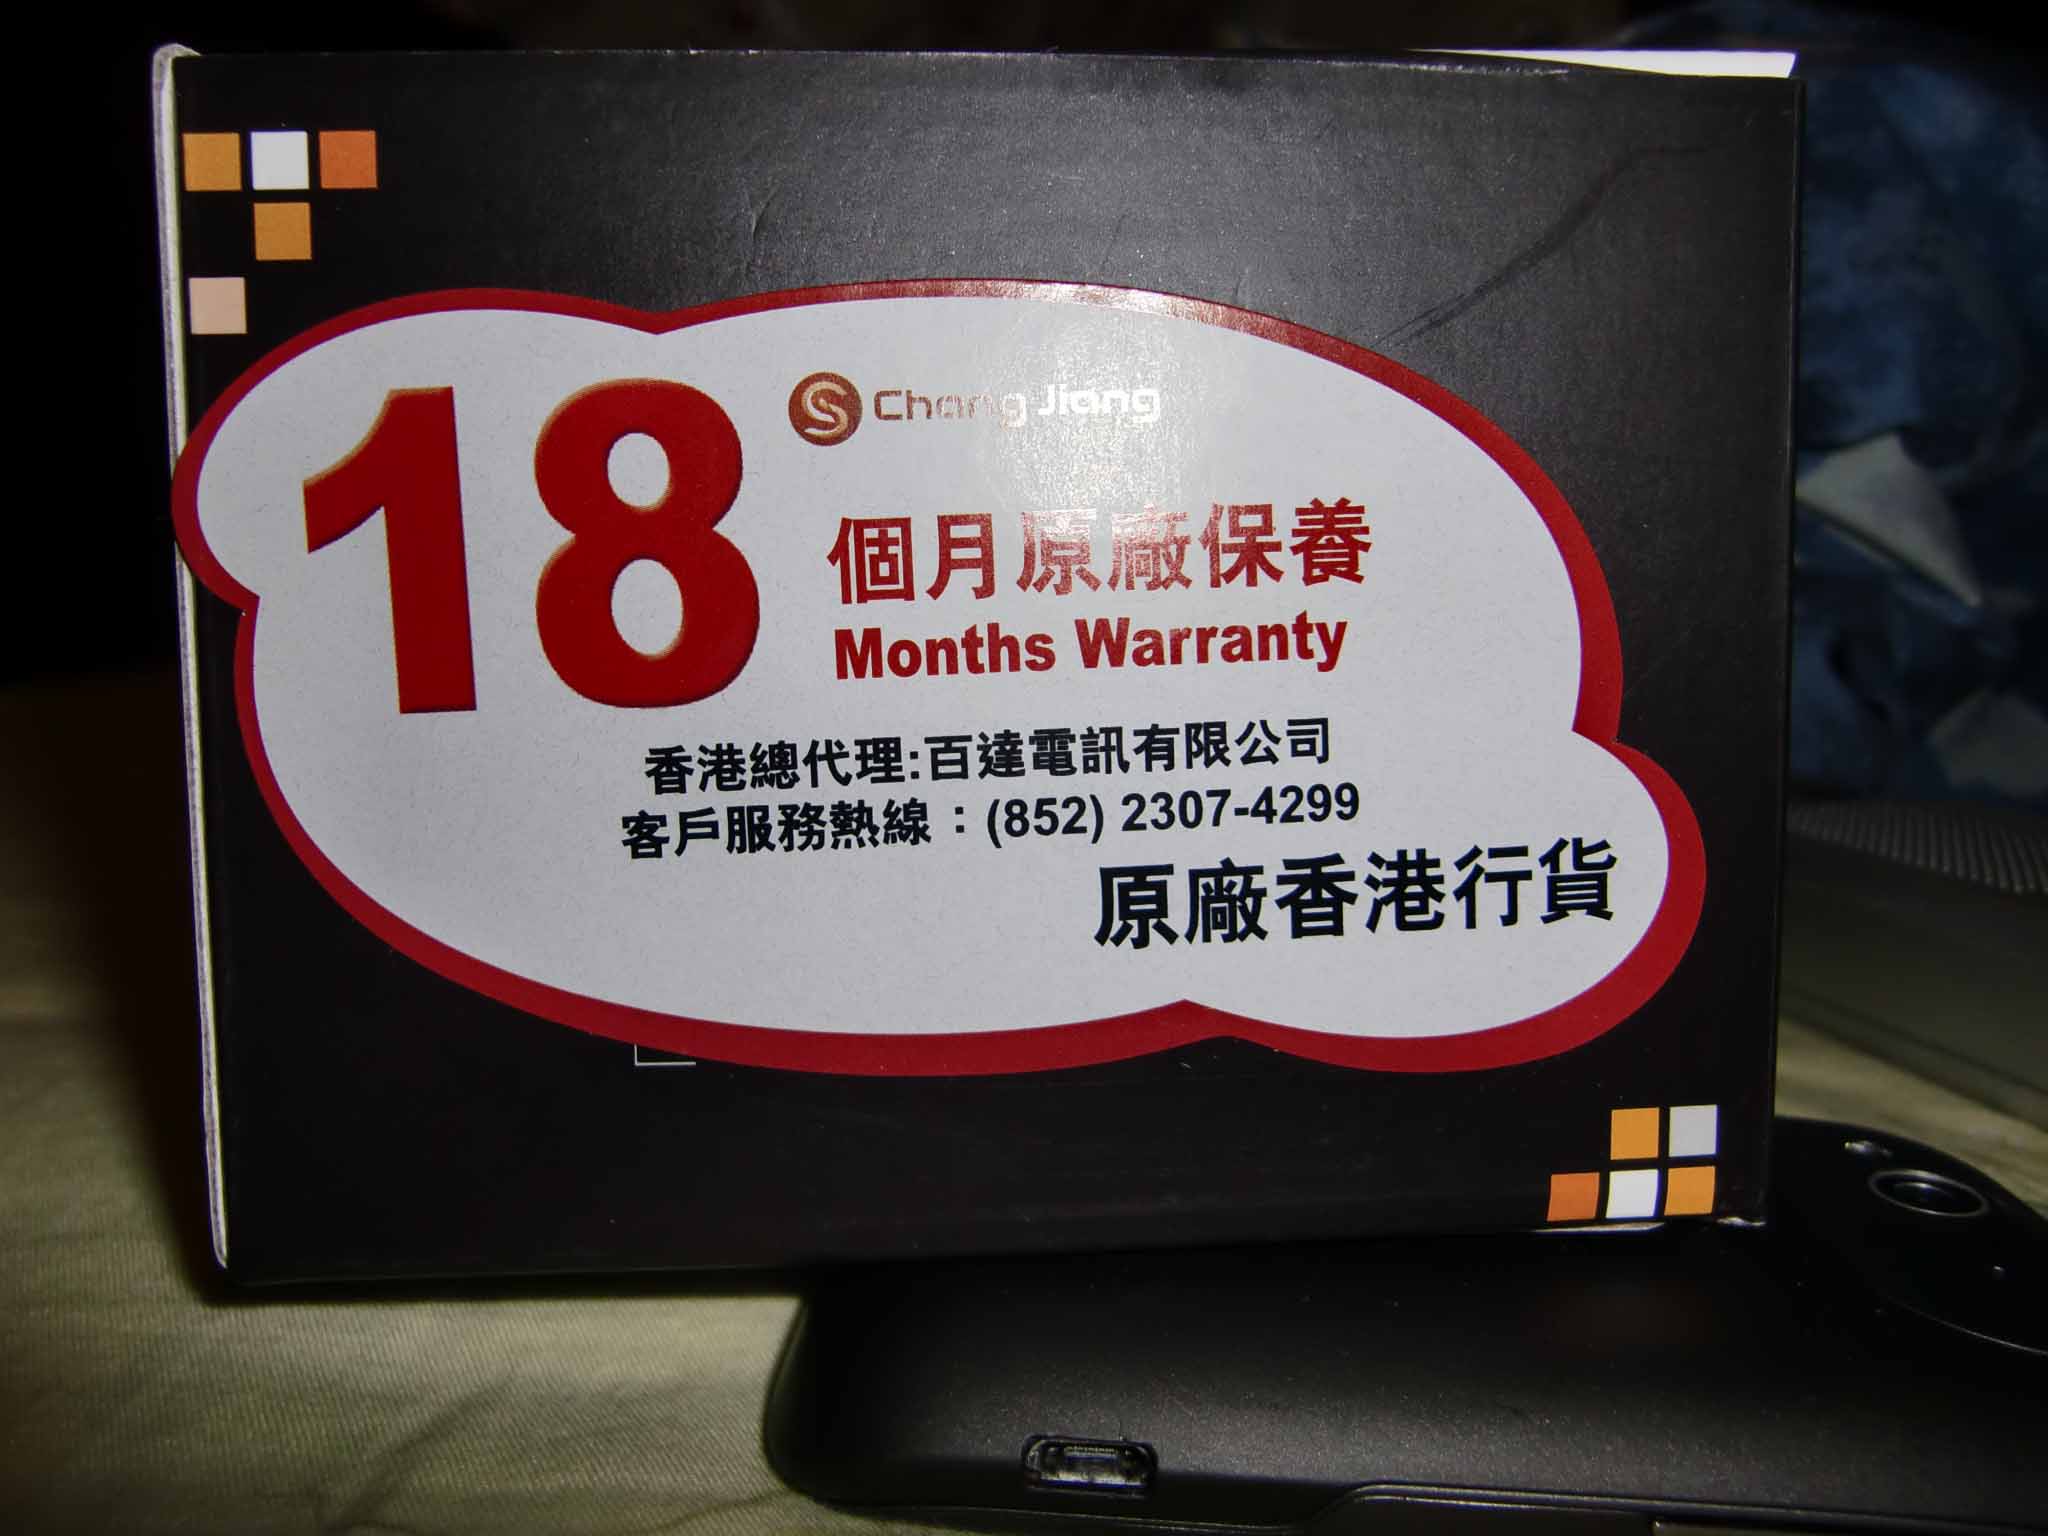 Chang Jiang
18 個月原廠保養
Months Warranty
香港總代理:百達電訊有限公司
客戶服務熱線：(852) 2307-4299
原廠香港行貨